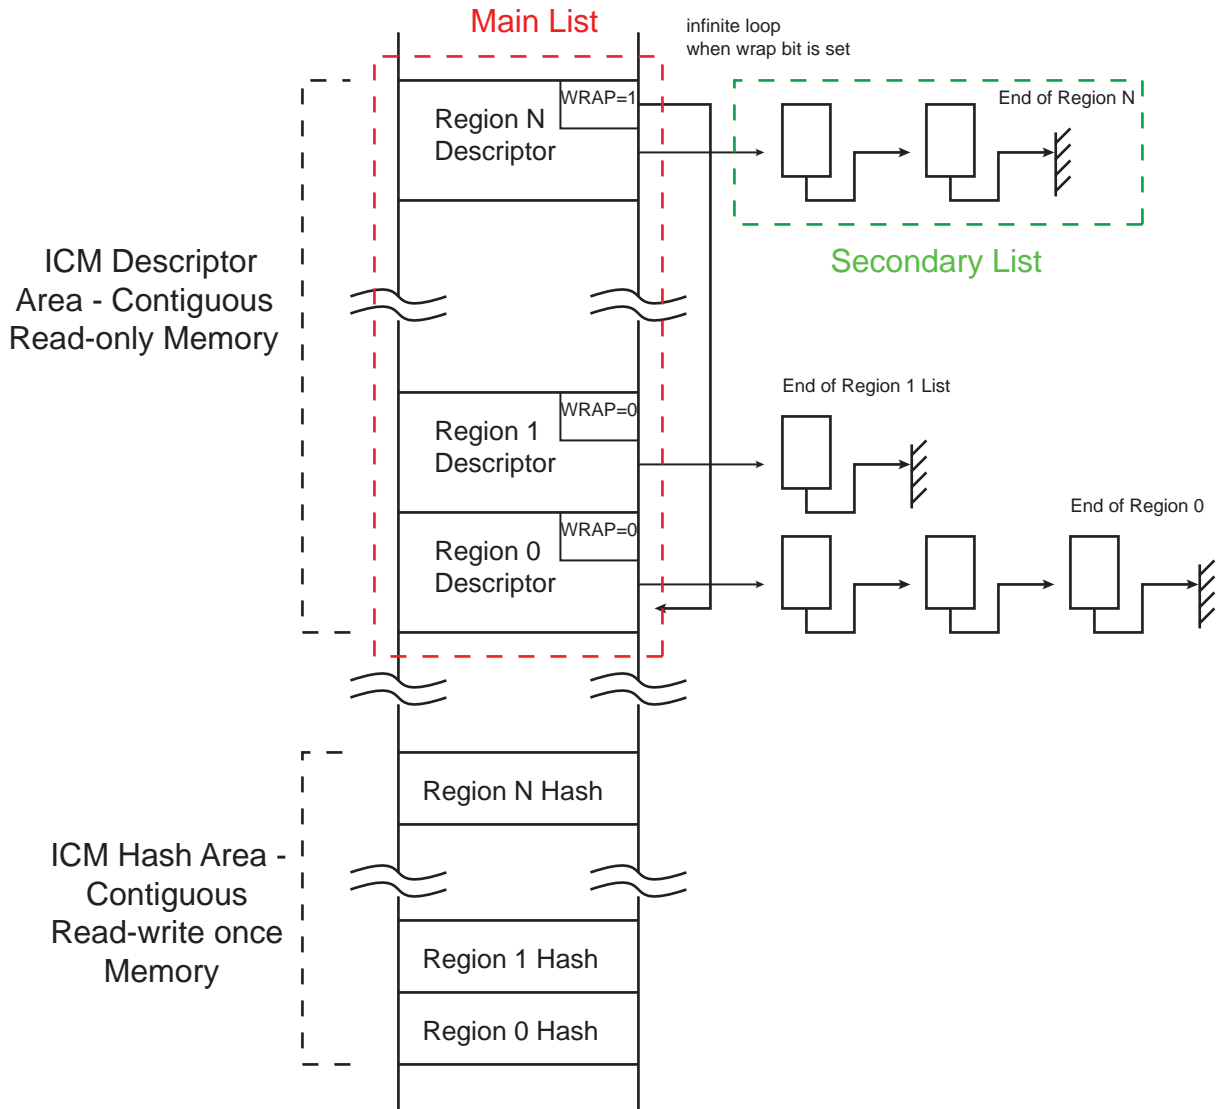 Main List
infinite loop
when wrap bit is set
WRAP=1
End of Region N
Region N
Descriptor
ICM Descriptor
Area - Contiguous
Read-only Memory
Secondary List
End of Region 1 List
WRAP=0
Region 1
Descriptor
End of Region 0
WRAP=0
Region 0
Descriptor
Region N Hash
ICM Hash Area -
Contiguous
Read-write once
Memory
Region 1 Hash
Region 0 Hash